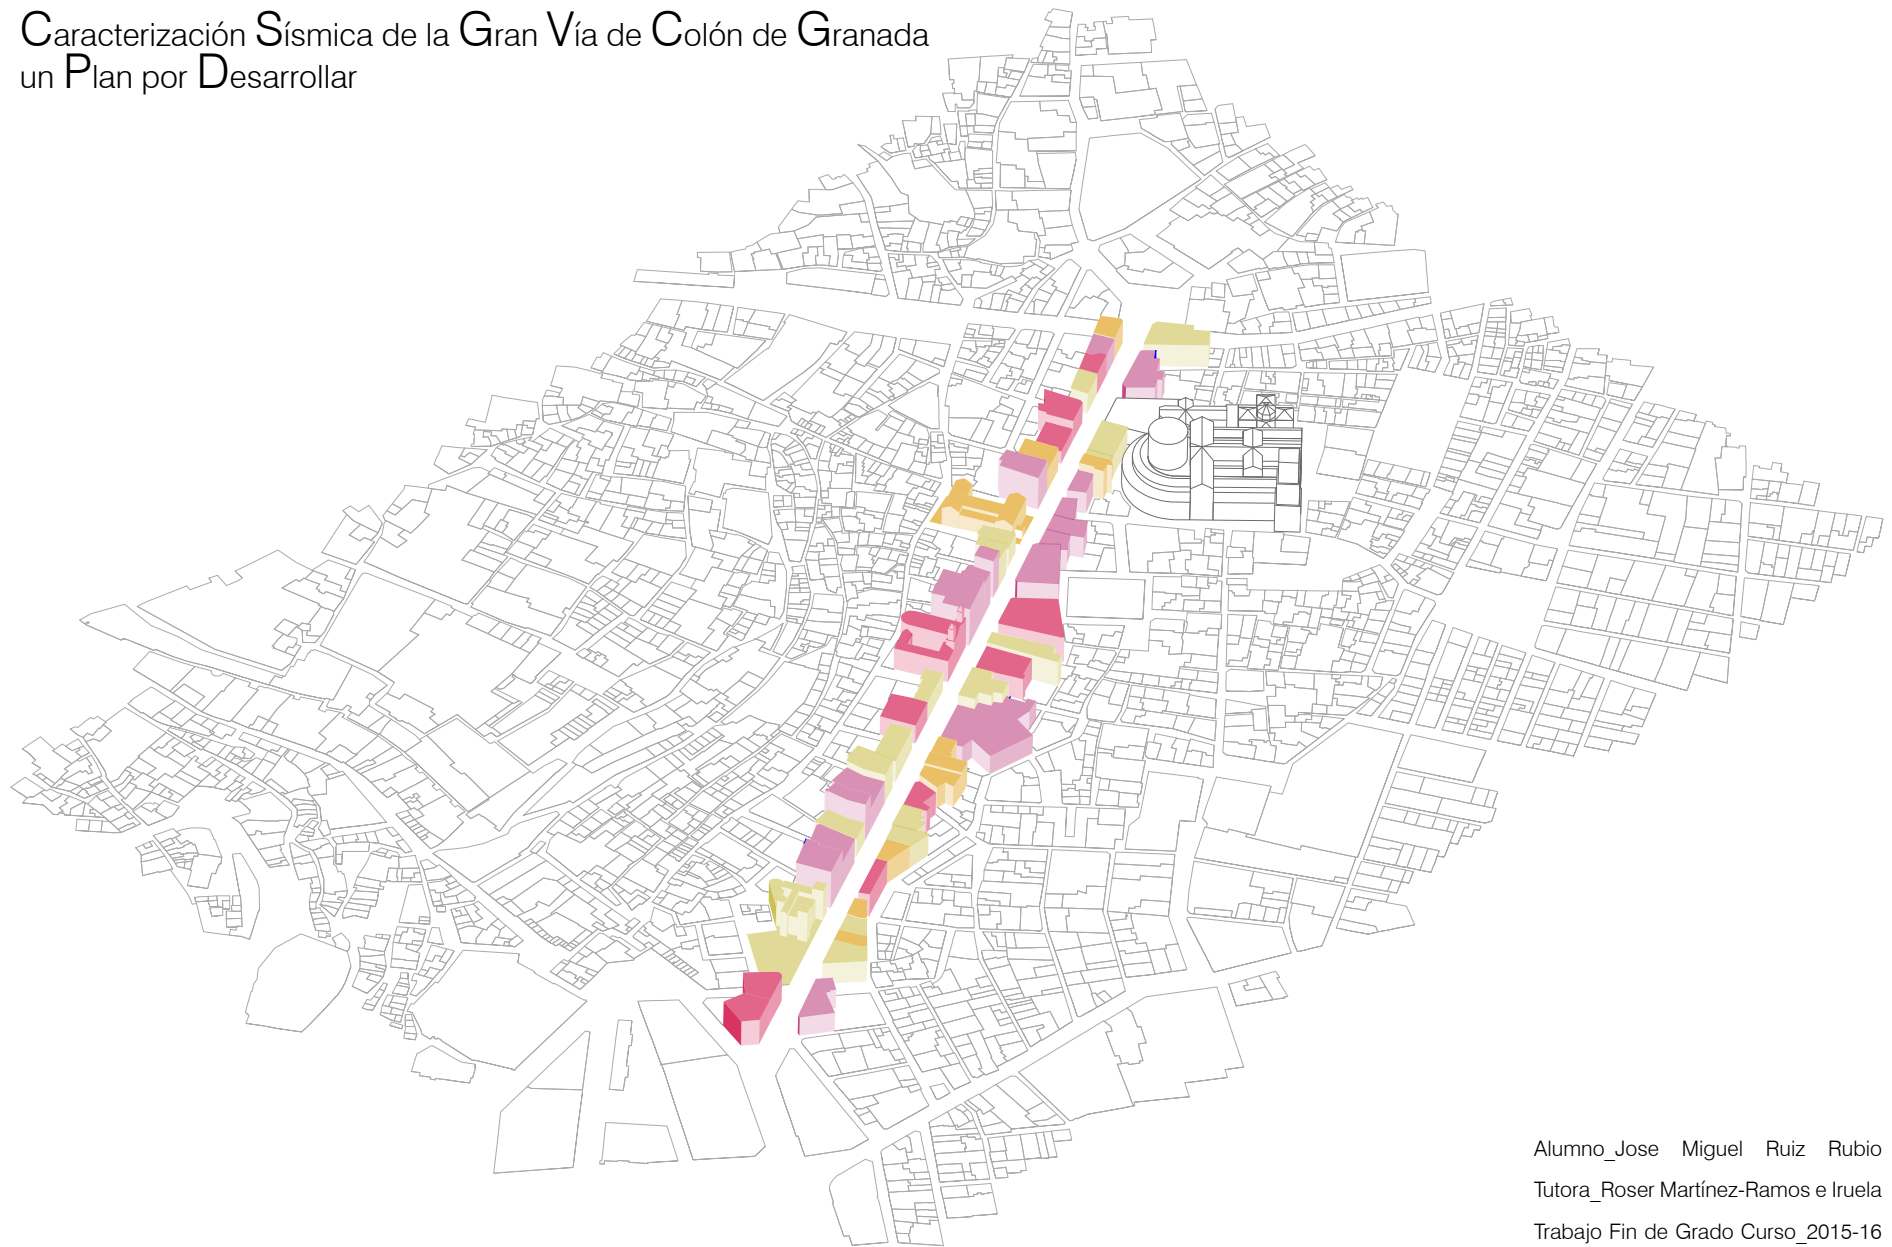 Caracterización Sísmica de la Gran Vía de Colón de Granada
un Plan por Desarrollar
Alumno_Jose Miguel Ruiz Rubio
Tutora_Roser Martínez-Ramos e Iruela
Trabajo Fin de Grado Curso_2015-16